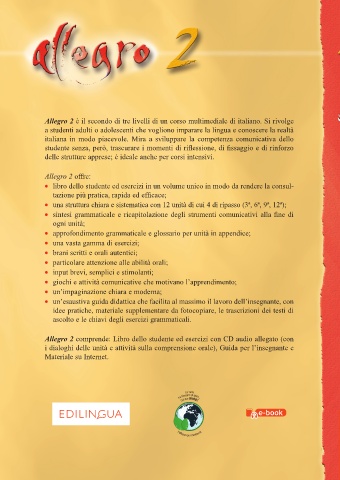 allegro 2
Allegro 2 è il secondo di tre livelli di un corso multimediale di italiano. Si rivolge
a studenti adulti o adolescenti che vogliono imparare la lingua e conoscere la realtà
italiana in modo piacevole. Mira a sviluppare la competenza comunicativa dello
studente senza, però, trascurare i momenti di riflessione, di fissaggio e di rinforzo
delle strutture apprese; è ideale anche per corsi intensivi.
Allegro 2 offre:
• libro dello studente ed esercizi in un volume unico in modo da rendere la consul-
tazione più pratica, rapida ed efficace;
• una struttura chiara e sistematica con 12 unità di cui 4 di ripasso (3ª, 6ª, 9ª, 12ª);
• sintesi grammaticale e ricapitolazione degli strumenti comunicativi alla fine di
ogni unità;
• approfondimento grammaticale e glossario per unità in appendice;
• una vasta gamma di esercizi;
• brani scritti e orali autentici;
• particolare attenzione alle abilità orali;
• input brevi, semplici e stimolanti;
• giochi e attività comunicative che motivano l'apprendimento;
• un'impaginazione chiara e moderna;
• un'esaustiva guida didattica che facilita al massimo il lavoro dell'insegnante, con
idee pratiche, materiale supplementare da fotocopiare, le trascrizioni dei testi di
ascolto e le chiavi degli esercizi grammaticali.
Allegro 2 comprende: Libro dello studente ed esercizi con CD audio allegato (con
i dialoghi delle unità e attività sulla comprensione orale), Guida per l'insegnante e
Materiale su Internet.
EDILINGUA
e-book